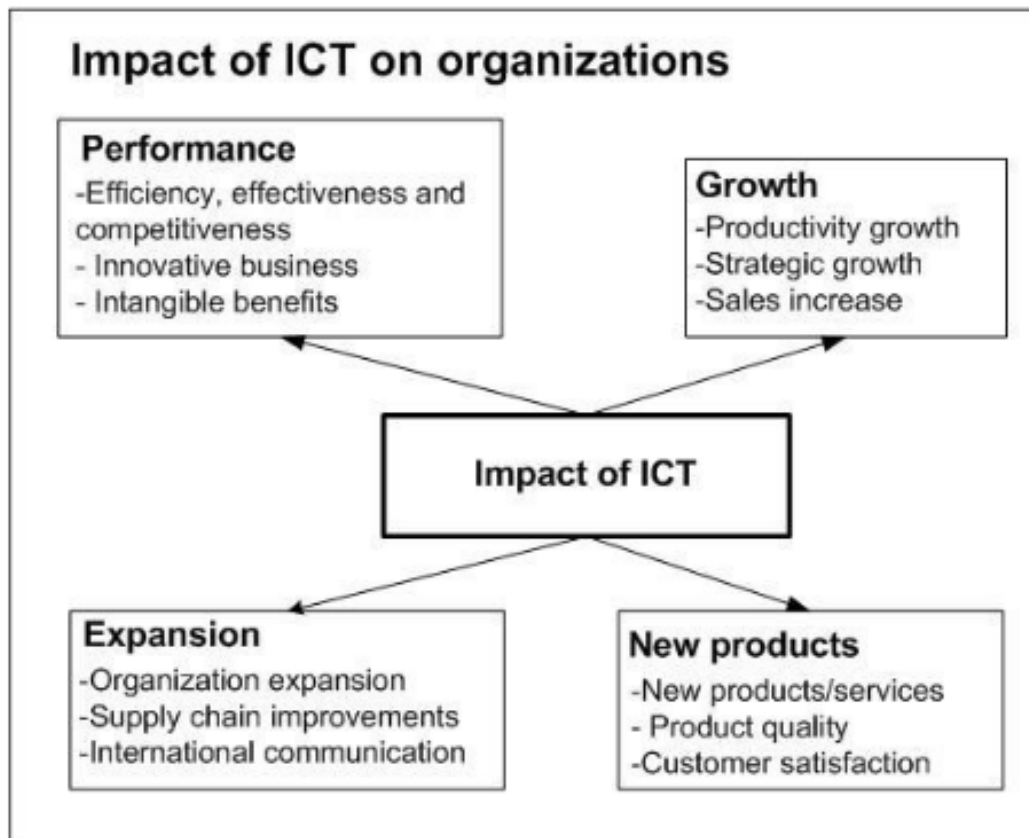 Impact of ICT on organizations
Performance
-Efficiency, effectiveness and
competitiveness
- Innovative business
- Intangible benefits
Growth
-Productivity growth
-Strategic growth
-Sales increase
Impact of ICT
Expansion
-Organization expansion
-Supply chain improvements
-International communication
New products
-New products/services
- Product quality
-Customer satisfaction